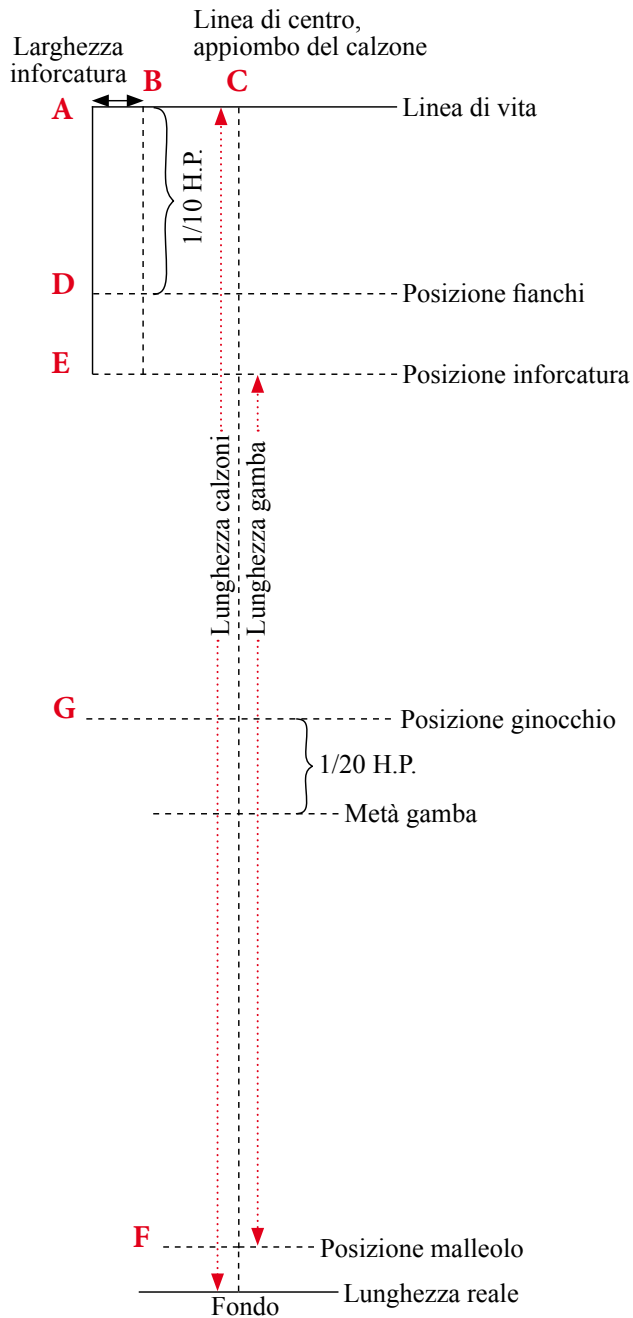 Linea di centro,
appiombo del calzone
Larghezza
inforcatura
B
C
A
Linea di vita
1/10 H.P.
D
Posizione fianchi
E
Posizione inforcatura
Lunghezza calzoni
Lunghezza gamba
G
Posizione ginocchio
1/20 H.P.
Metà gamba
F
Posizione malleolo
Lunghezza reale
Fondo